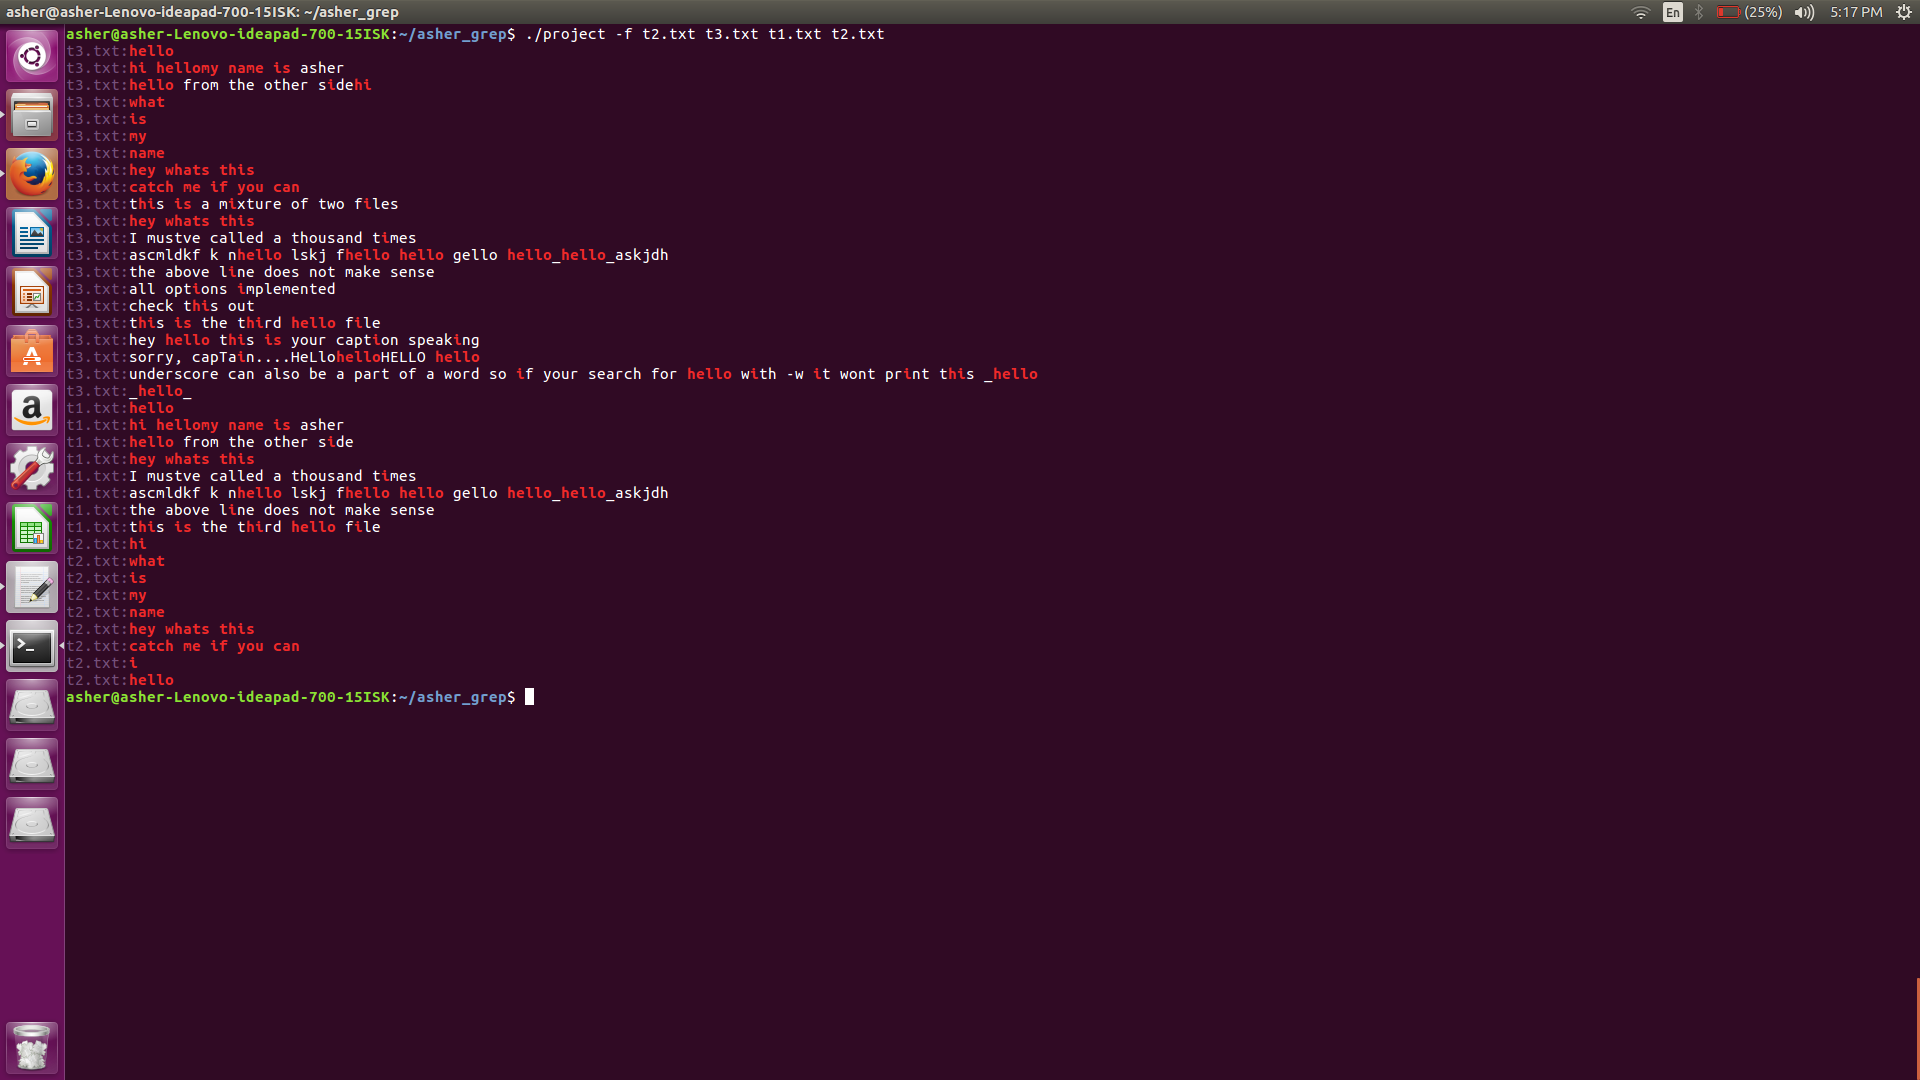 asher@asher-Lenovo-ideapad-700-15ISK: ~/asher_grep
En (25%) 5:17 PM
asher@asher-Lenovo-ideapad-700-15ISK:~/asher_grep$ ./project -f t2.txt t3.txt t1.txt t2.txt
t3.txt:hello
t3.txt:hi hellomy name is asher
t3.txt:hello from the other sidehi
t3.txt:what
t3.txt:is
t3.txt:my
t3.txt:name
t3.txt:hey whats this
t3.txt:catch me if you can
t3.txt:this is a mixture of two files
t3.txt:hey whats this
t3.txt:I mustve called a thousand times
t3.txt:ascmldkf k nhello lskj fhello hello gello hello_hello_askjdh
t3.txt:the above line does not make sense
t3.txt:all options implemented
t3.txt:check this out
t3.txt:this is the third hello file
t3.txt:hey hello this is your caption speaking
t3.txt:sorry, capTain....HeLlohelloHELLO hello
t3.txt:underscore can also be a part of a word so if your search for hello with -w it wont print this _hello
t3.txt:_hello_
t1.txt:hello
t1.txt:hi hellomy name is asher
t1.txt:hello from the other side
t1.txt:hey whats this
t1.txt:I mustve called a thousand times
t1.txt:ascmldkf k nhello lskj fhello hello gello hello_hello_askjdh
t1.txt:the above line does not make sense
t1.txt:this is the third hello file
t2.txt:hi
t2.txt:what
t2.txt:is
t2.txt:my
t2.txt:name
t2.txt:hey whats this
t2.txt:catch me if you can
t2.txt:i
t2.txt:hello
asher@asher-Lenovo-ideapad-700-15ISK:~/asher_grep$